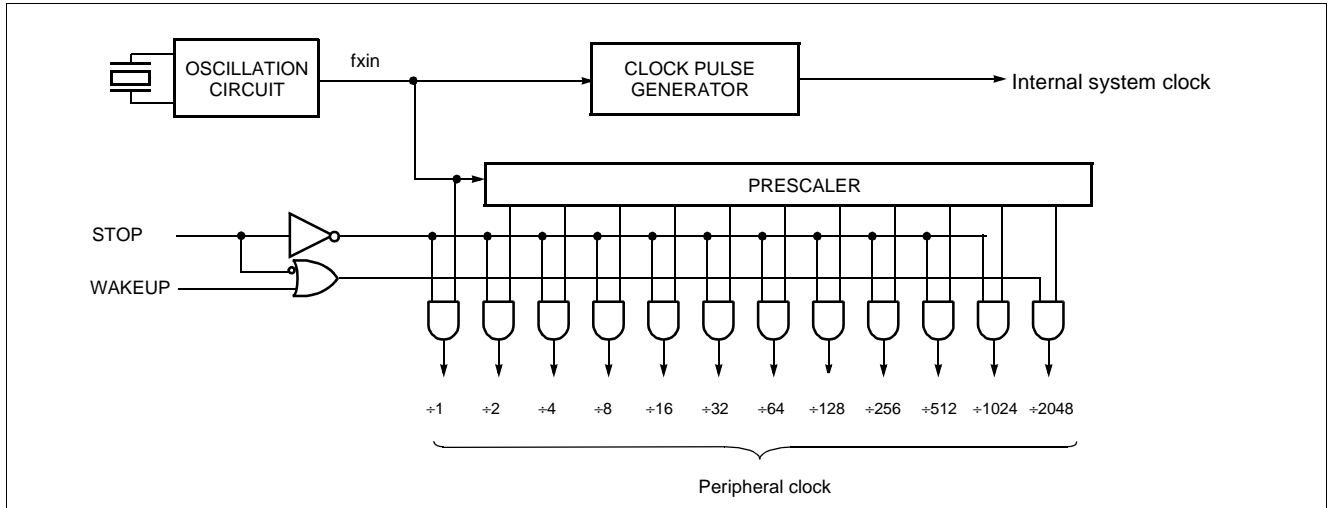 OSCILLATION
CIRCUIT
fxin
CLOCK PULSE
GENERATOR
Internal system clock
PRESCALER
STOP
WAKEUP
÷1 ÷2 ÷4 ÷8 ÷16 ÷32 ÷64 ÷128 ÷256 ÷512 ÷1024 ÷2048
Peripheral clock